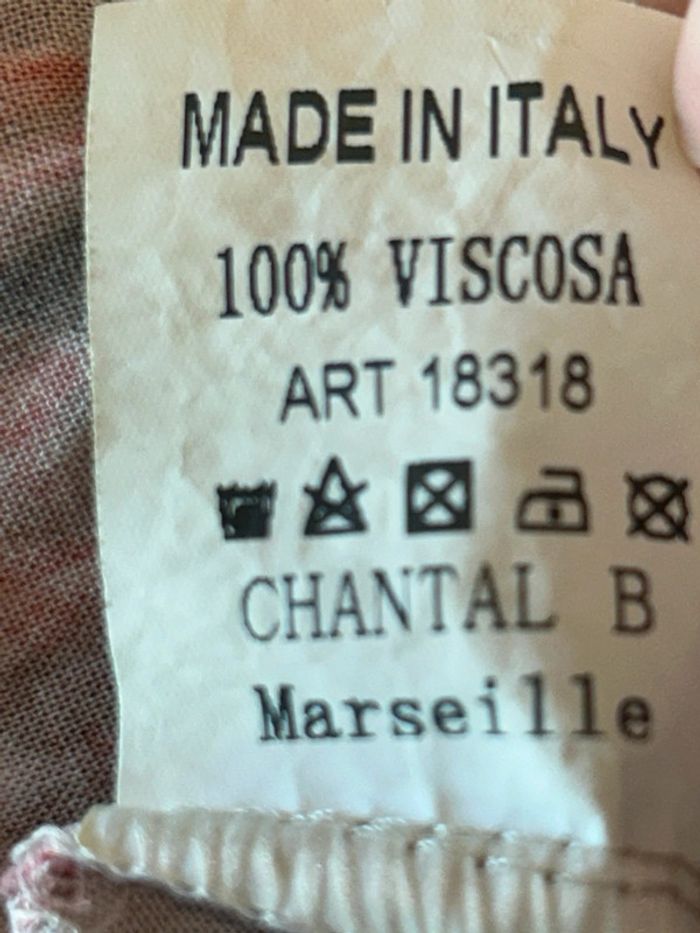 MADE IN ITALY
100% VISCOSA
ART 18318
CHANTAL B
Marseille